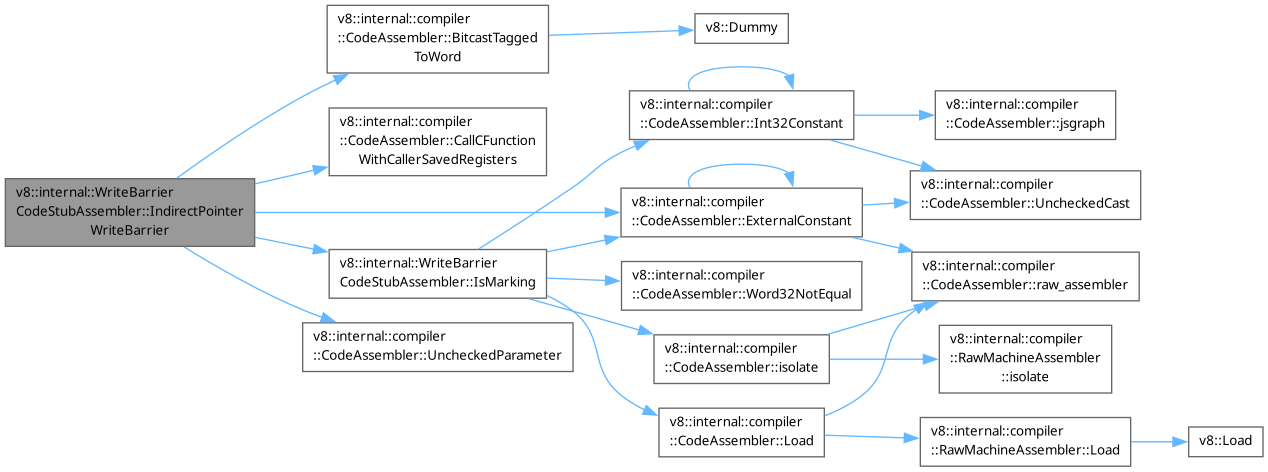 v8::internal::WriteBarrier
CodeStubAssembler::IndirectPointer
WriteBarrier
v8::internal::compiler
::CodeAssembler::BitcastTagged
ToWord
v8::Dummy
v8::internal::compiler
::CodeAssembler::CallCFunction
WithCallerSavedRegisters
v8::internal::compiler
::CodeAssembler::ExternalConstant
v8::internal::WriteBarrier
CodeStubAssembler::IsMarking
v8::internal::compiler
::CodeAssembler::UncheckedParameter
v8::internal::compiler
::CodeAssembler::Int32Constant
v8::internal::compiler
::CodeAssembler::jsgraph
v8::internal::compiler
::CodeAssembler::UncheckedCast
v8::internal::compiler
::CodeAssembler::raw_assembler
v8::internal::compiler
::CodeAssembler::Word32NotEqual
v8::internal::compiler
::CodeAssembler::isolate
v8::internal::compiler
::RawMachineAssembler
::isolate
v8::internal::compiler
::CodeAssembler::Load
v8::internal::compiler
::RawMachineAssembler::Load
v8::Load